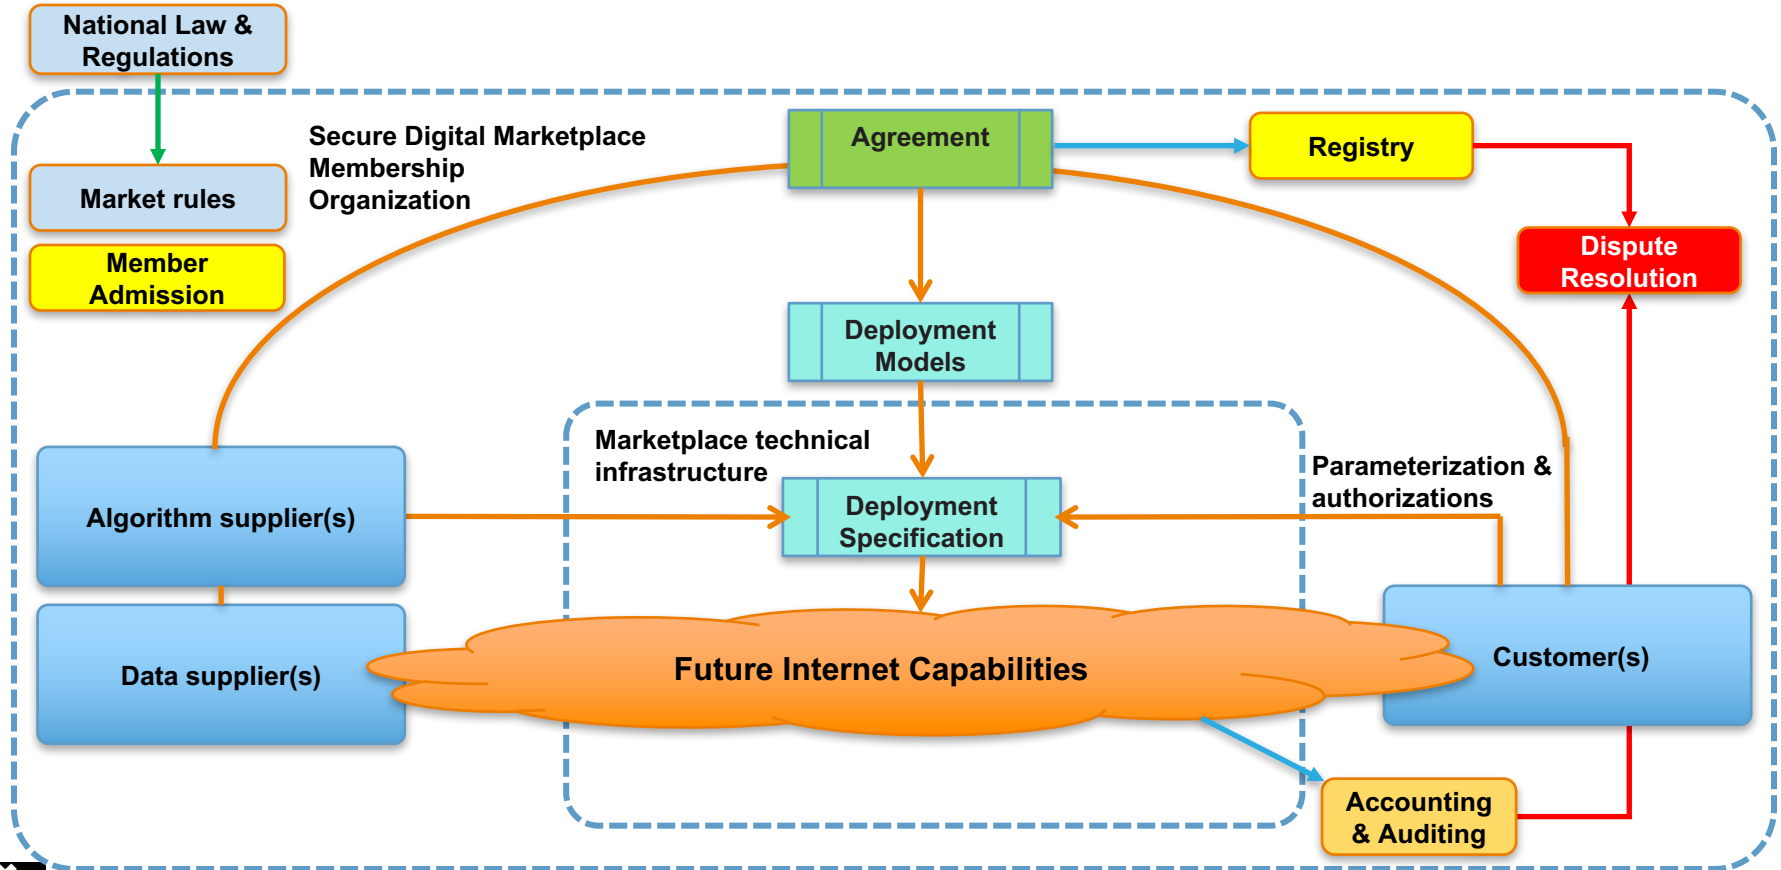 National Law &
Regulations
Secure Digital Marketplace
Membership
Organization
Agreement
Registry
Market rules
Member
Admission
Dispute
Resolution
Deployment
Models
Marketplace technical
infrastructure
Parameterization &
authorizations
Algorithm supplier(s)
Deployment
Specification
Data supplier(s)
Future Internet Capabilities
Customer(s)
Accounting
& Auditing